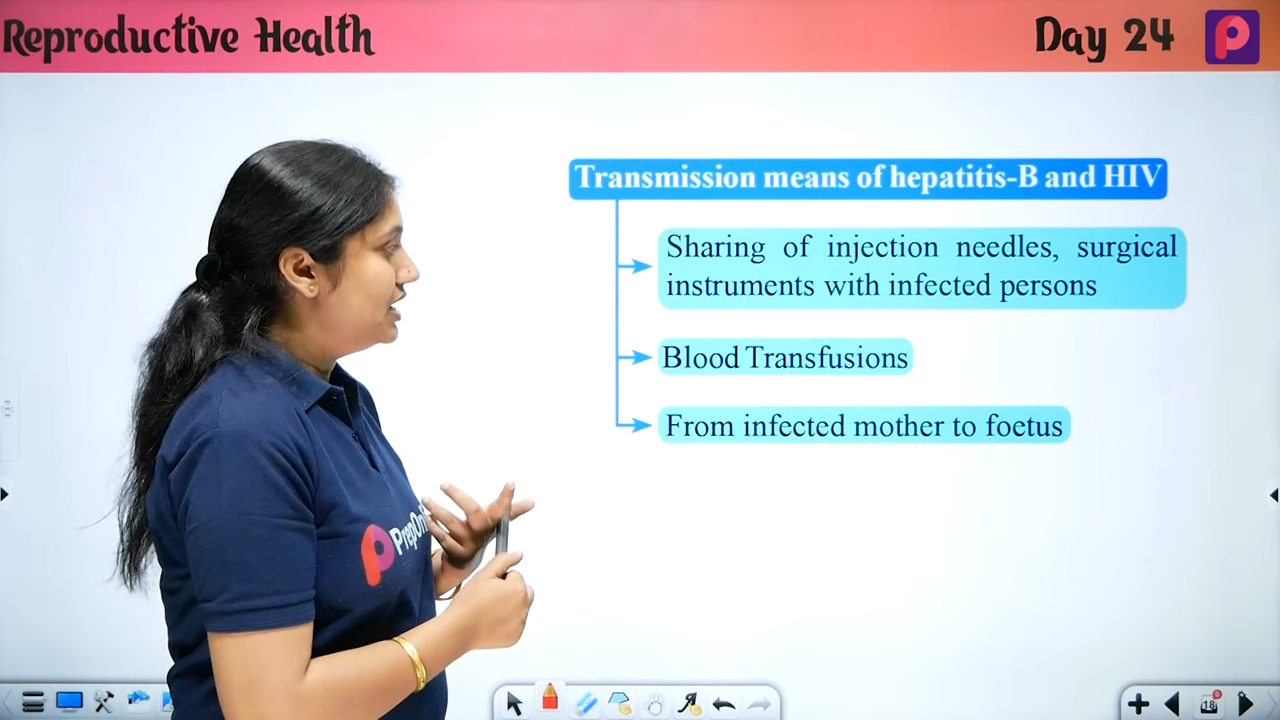 Reproductive Health
Day 24
Transmission means of hepatitis-B and HIV
Sharing of injection needles, surgical
instruments with infected persons
Blood Transfusions
From infected mother to foetus
PrepOn
18